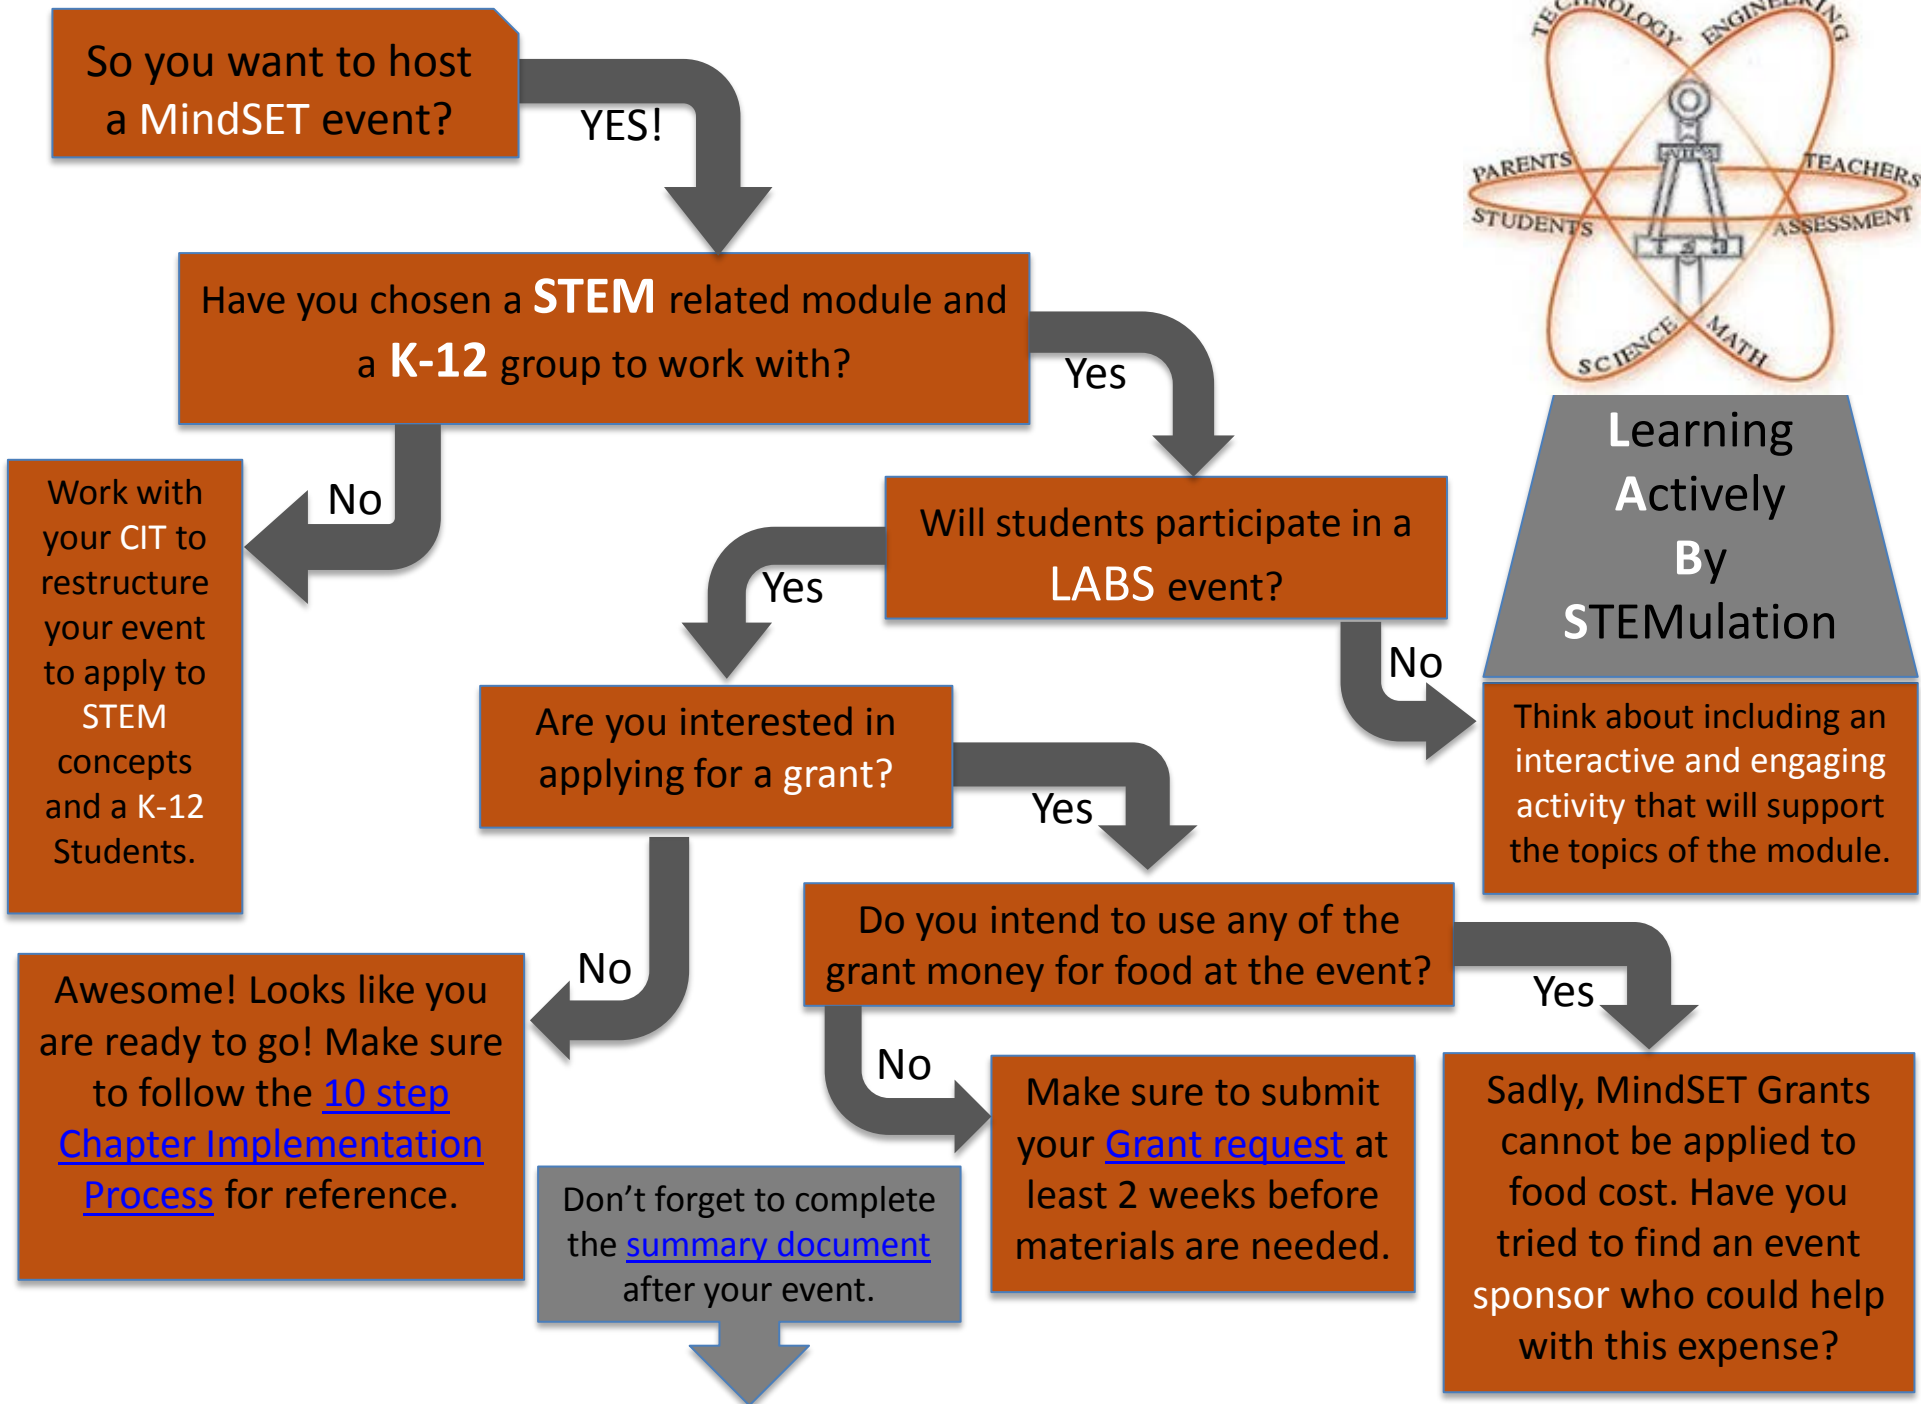 So you want to host
a MindSET event?
YES!
TECHNOLOGY
ENGINEERING
PARENTS
TEACHERS
STUDENTS
ASSESSMENT
SCIENCE
MATH
Have you chosen a STEM related module and
a K-12 group to work with?
Yes
No
Learning
Actively
By
STEMulation
Work with
your CIT to
restructure
your event
to apply to
STEM
concepts
and a K-12
Students.
Will students participate in a
LABS event?
Yes
No
Think about including an
interactive and engaging
activity that will support
the topics of the module.
Are you interested in
applying for a grant?
Yes
No
Do you intend to use any of the
grant money for food at the event?
Yes
No
Awesome! Looks like you
are ready to go! Make sure
to follow the 10 step
Chapter Implementation
Process for reference.
Make sure to submit
your Grant request at
least 2 weeks before
materials are needed.
Sadly, MindSET Grants
cannot be applied to
food cost. Have you
tried to find an event
sponsor who could help
with this expense?
Don’t forget to complete
the summary document
after your event.